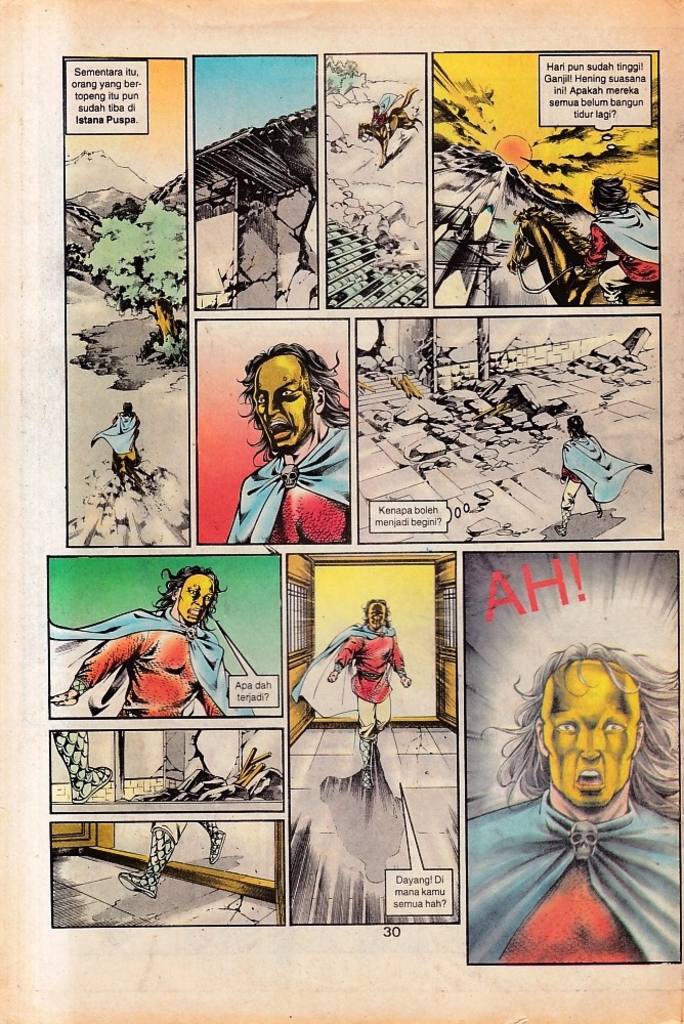 Sementara itu,
orang yang ber-
topeng itu pun
sudah tiba di
Istana Puspa.
Hari pun sudah tinggi!
Ganjil! Hening suasana
ini! Apakah mereka
semua belum bangun
tidur lagi?
Kenapa boleh
menjadi begini?
Apa dah
terjadi?
Dayang! Di
mana kamu
semua hah?
AH!
30